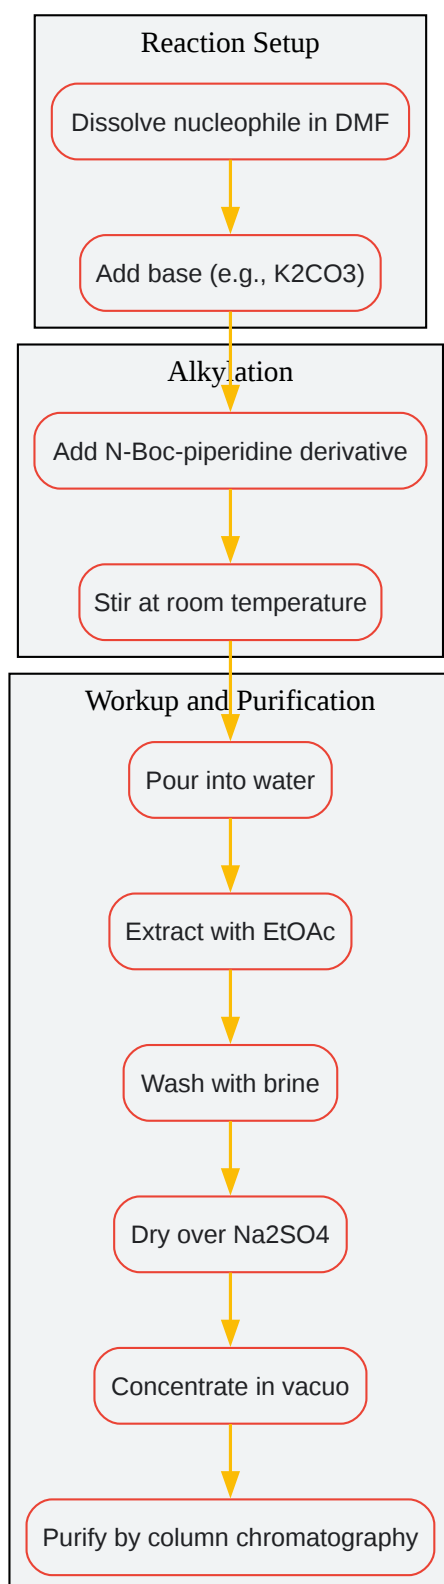 Reaction Setup
Dissolve nucleophile in DMF
Add base (e.g., K2CO3)
Alkylation
Add N-Boc-piperidine derivative
Stir at room temperature
Workup and Purification
Pour into water
Extract with EtOAc
Wash with brine
Dry over Na2SO4
Concentrate in vacuo
Purify by column chromatography